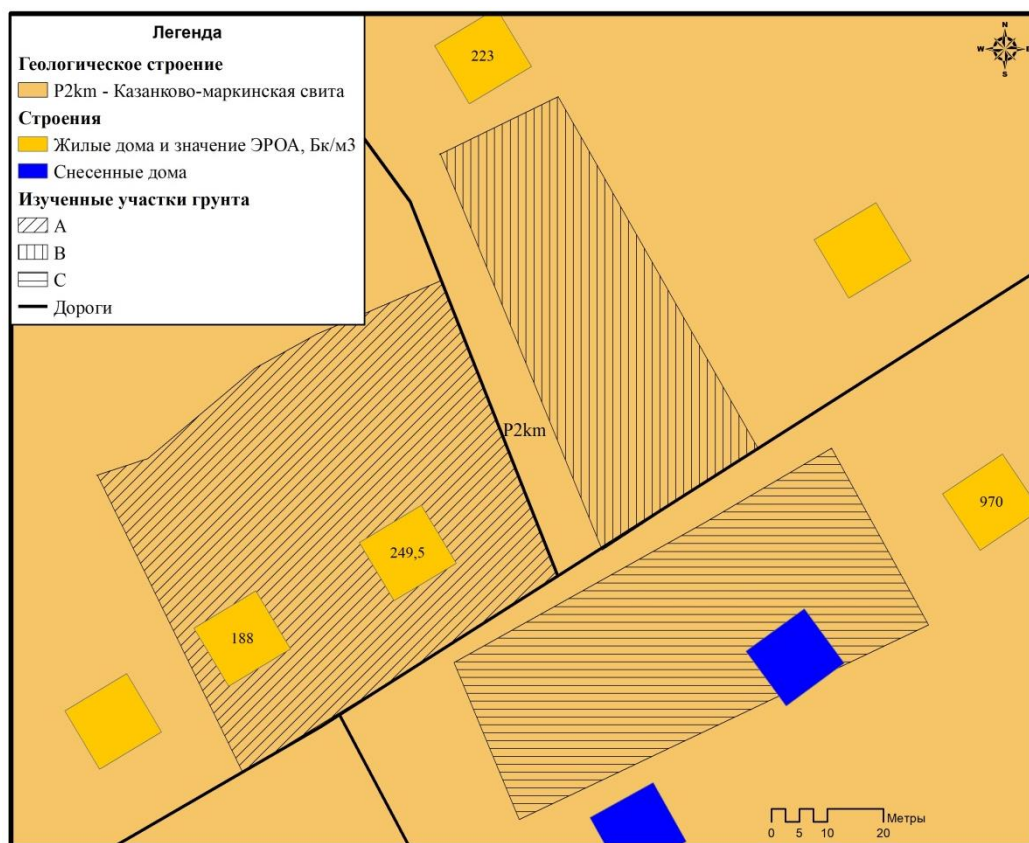 Легенда
Геологическое строение
P2km - Казанково-маркинская свита
Строения
Жилые дома и значение ЭРОА, Бк/м3
Снесенные дома
Изученные участки грунта
А
В
С
Дороги
N
W
E
S
223
P2km
970
249,5
188
Метры
0 5 10 20